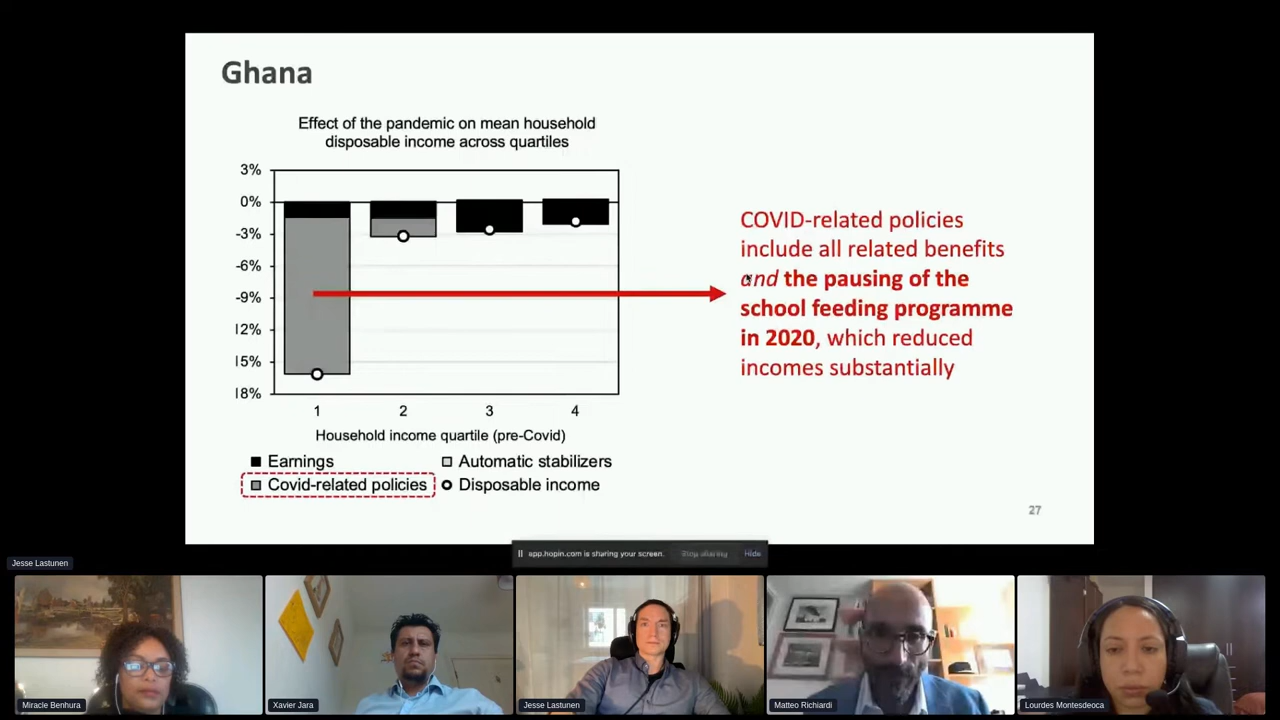 Ghana
Effect of the pandemic on mean household
disposable income across quartiles
3%
0%
-3%
-6%
-9%
12%
15%
18%
1 2 3 4
Household income quartile (pre-Covid)
Earnings Automatic stabilizers
Covid-related policies Disposable income
COVID-related policies
include all related benefits
and the pausing of the
school feeding programme
in 2020, which reduced
incomes substantially
27
app.hopin.com is sharing your screen. Stop sharing Hide
Jesse Lastunen
Miracle Benhura
Xavier Jara
Jesse Lastunen
Matteo Richiardi
Lourdes Montesdeoca